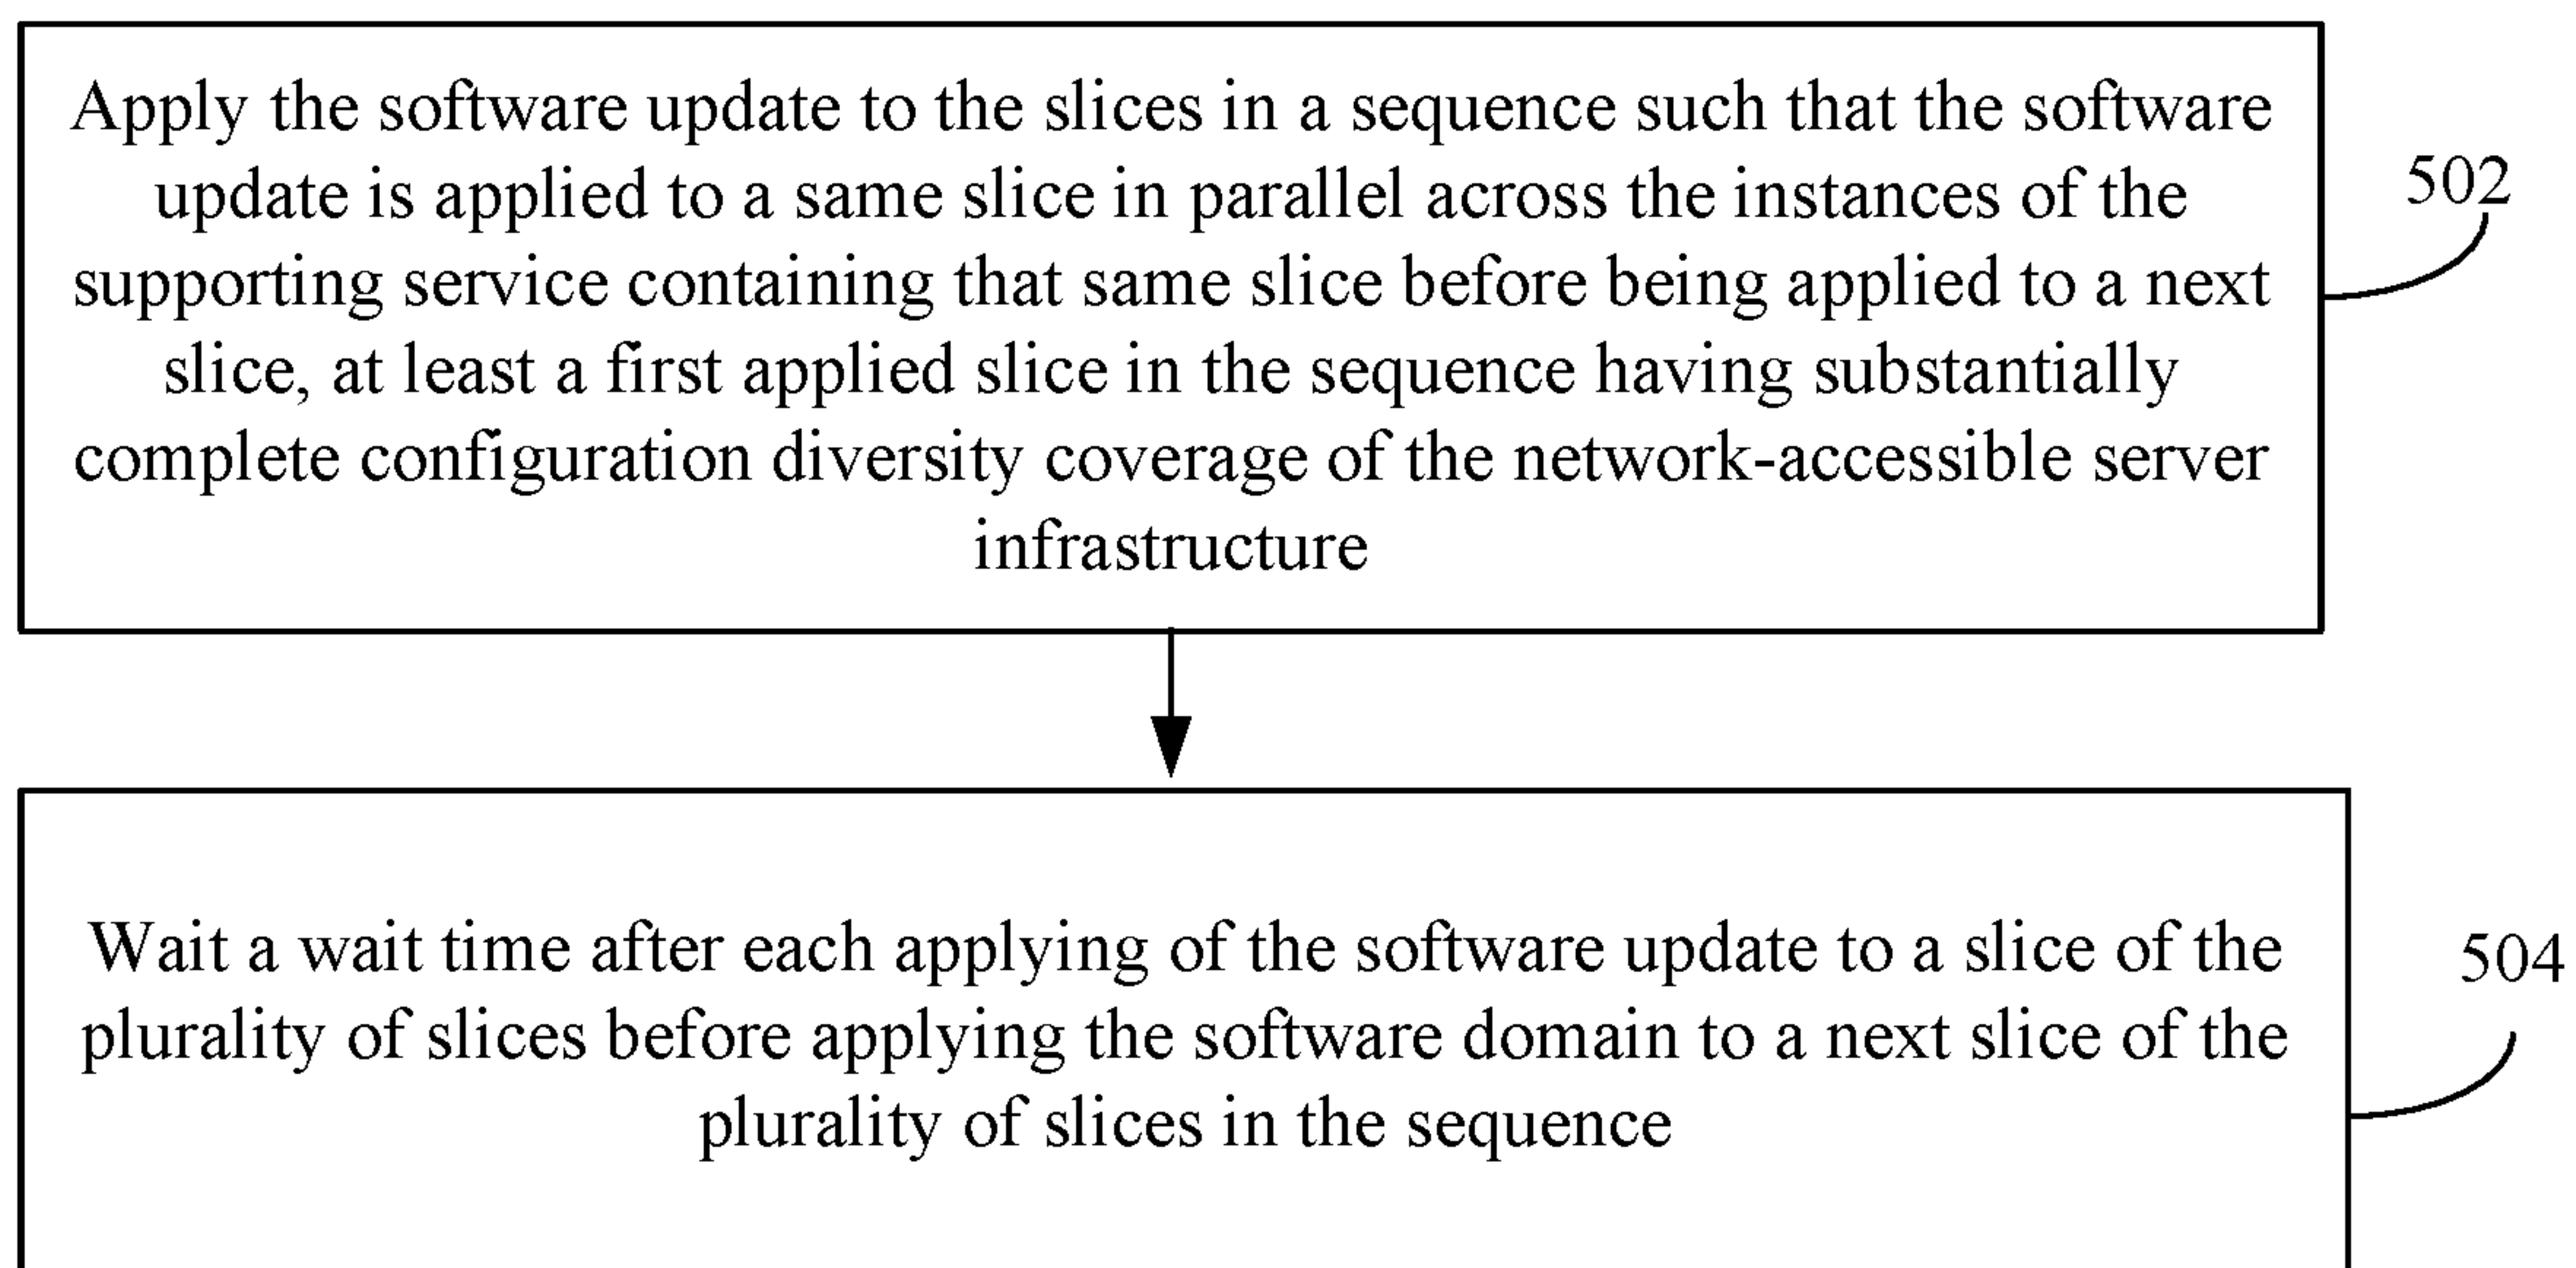 Apply the software update to the slices in a sequence such that the software
update is applied to a same slice in parallel across the instances of the
supporting service containing that same slice before being applied to a next
slice, at least a first applied slice in the sequence having substantially
complete configuration diversity coverage of the network-accessible server
infrastructure
502
Wait a wait time after each applying of the software update to a slice of the
plurality of slices before applying the software domain to a next slice of the
plurality of slices in the sequence
504